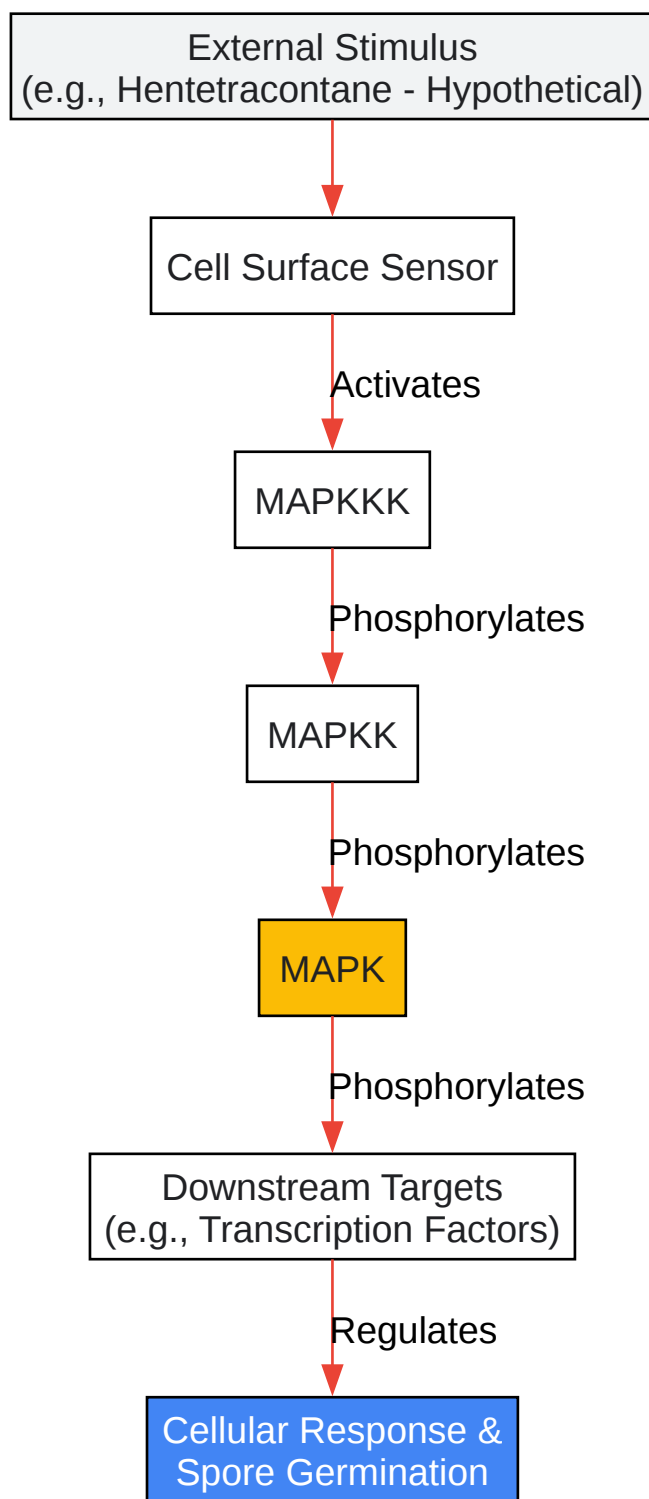 External Stimulus
(e.g., Hentetracontane - Hypothetical)
Cell Surface Sensor
Activates
MAPKKK
Phosphorylates
MAPKK
Phosphorylates
MAPK
Phosphorylates
Downstream Targets
(e.g., Transcription Factors)
Regulates
Cellular Response &
Spore Germination